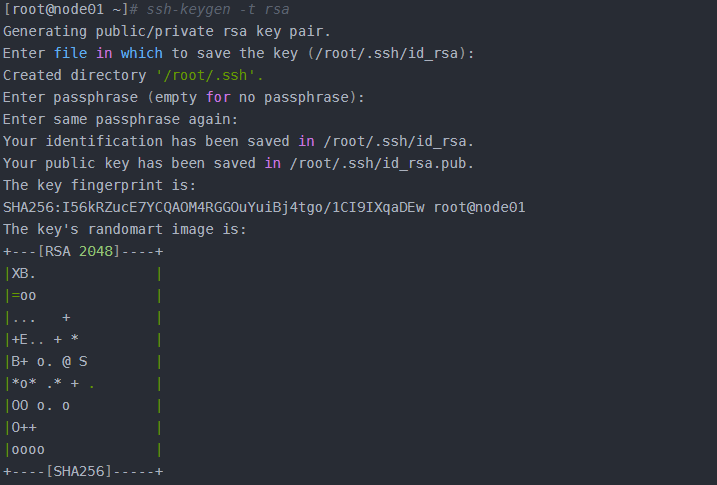 [root@node01 ~]# ssh-keygen -t rsa
Generating public/private rsa key pair.
Enter file in which to save the key (/root/.ssh/id_rsa):
Created directory '/root/.ssh'.
Enter passphrase (empty for no passphrase):
Enter same passphrase again:
Your identification has been saved in /root/.ssh/id_rsa.
Your public key has been saved in /root/.ssh/id_rsa.pub.
The key fingerprint is:
SHA256:I56kRZucE7YCQAOM4RGGOuYuiBj4tgo/1CI9IXqaDEw root@node01
The key's randomart image is:
+---[RSA 2048]----+
|XB.              |
|=oo              |
|...   +          |
|+E.. + *         |
|B+ o. @ S        |
|*o* .* + .       |
|OO o. o          |
|O++              |
|oooo             |
+----[SHA256]-----+